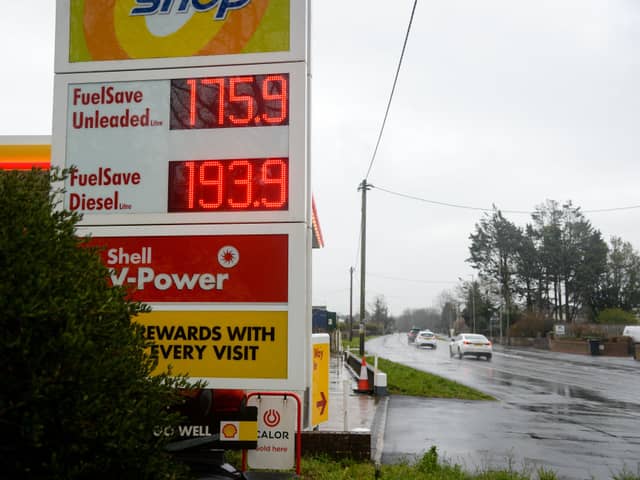 shop
FuelSave
Unleaded Litre
175.9
FuelSave
Diesel Litre
193.9
Shell
V-Power
REWARDS WITH
EVERY VISIT
GO WELL
CALOR
sold here